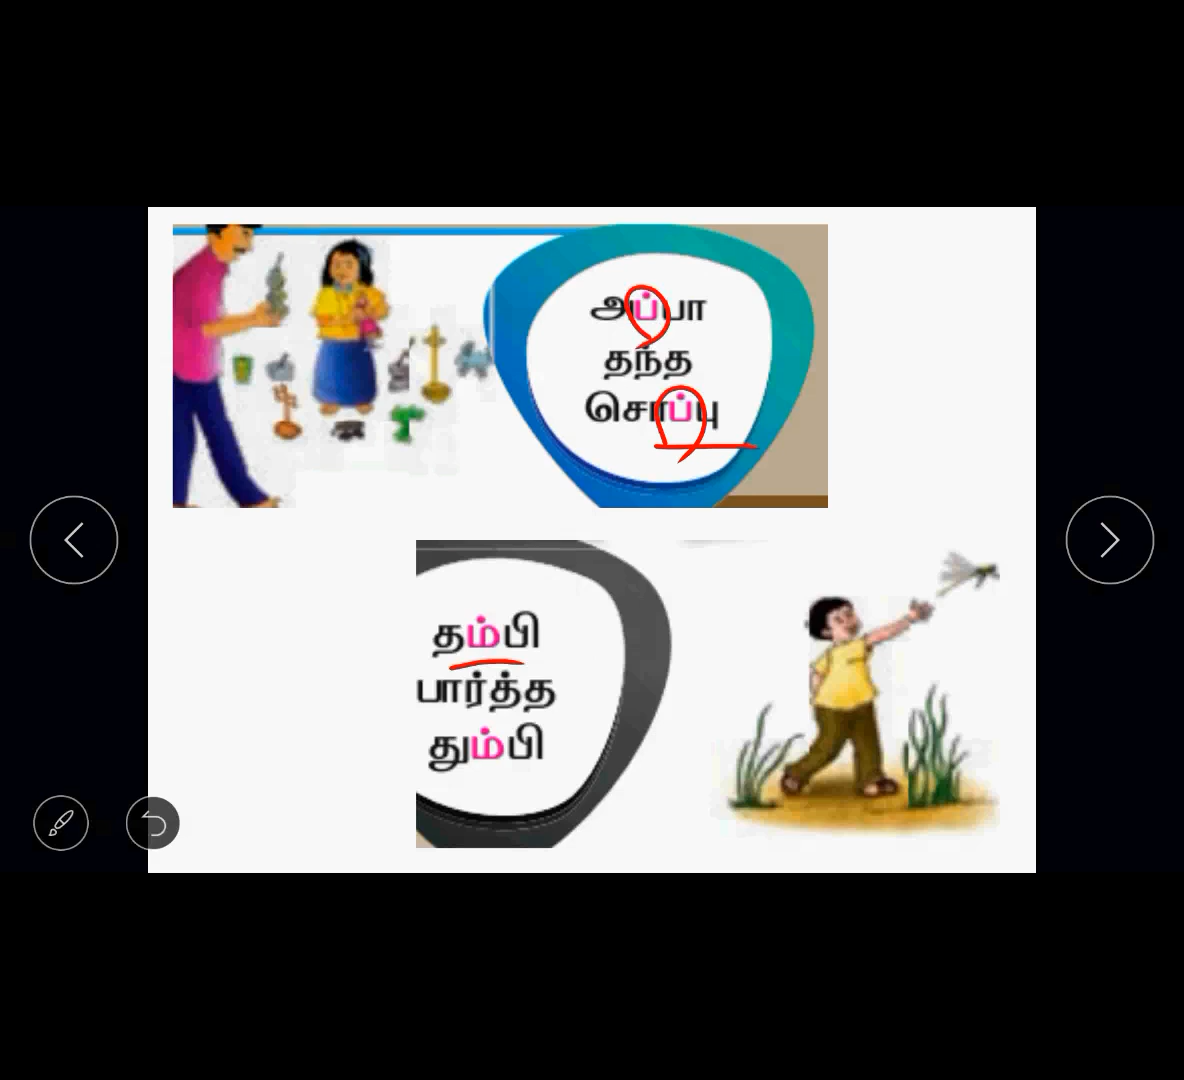 அப்பா
தந்த
சொப்பு
தம்பி
பார்த்த
தும்பி